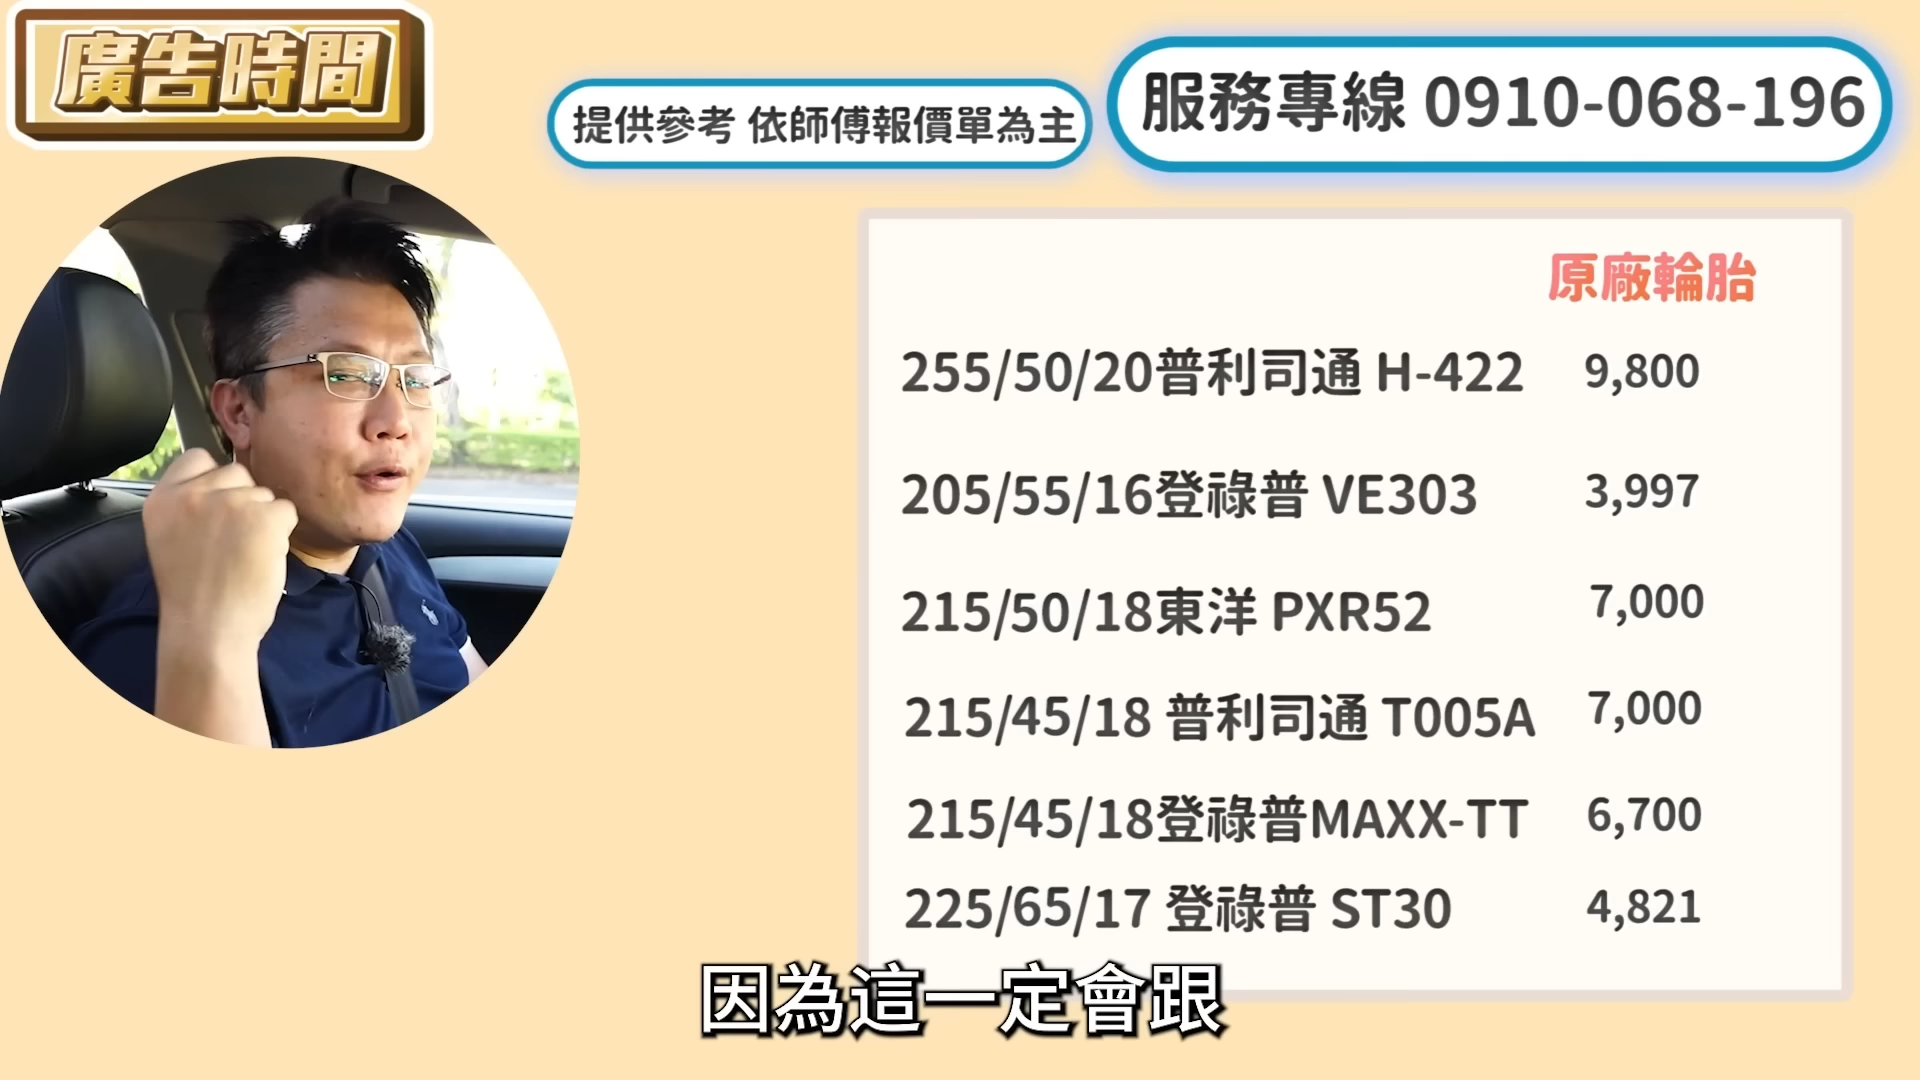 廣告時間
提供參考 依師傅報價單為主
服務專線 0910-068-196
原廠輪胎
255/50/20普利司通 H-422 9,800
205/55/16登祿普 VE303 3,997
215/50/18東洋 PXR52 7,000
215/45/18 普利司通 T005A 7,000
215/45/18登祿普MAXX-TT 6,700
225/65/17 登祿普 ST30 4,821
因為這一定會跟